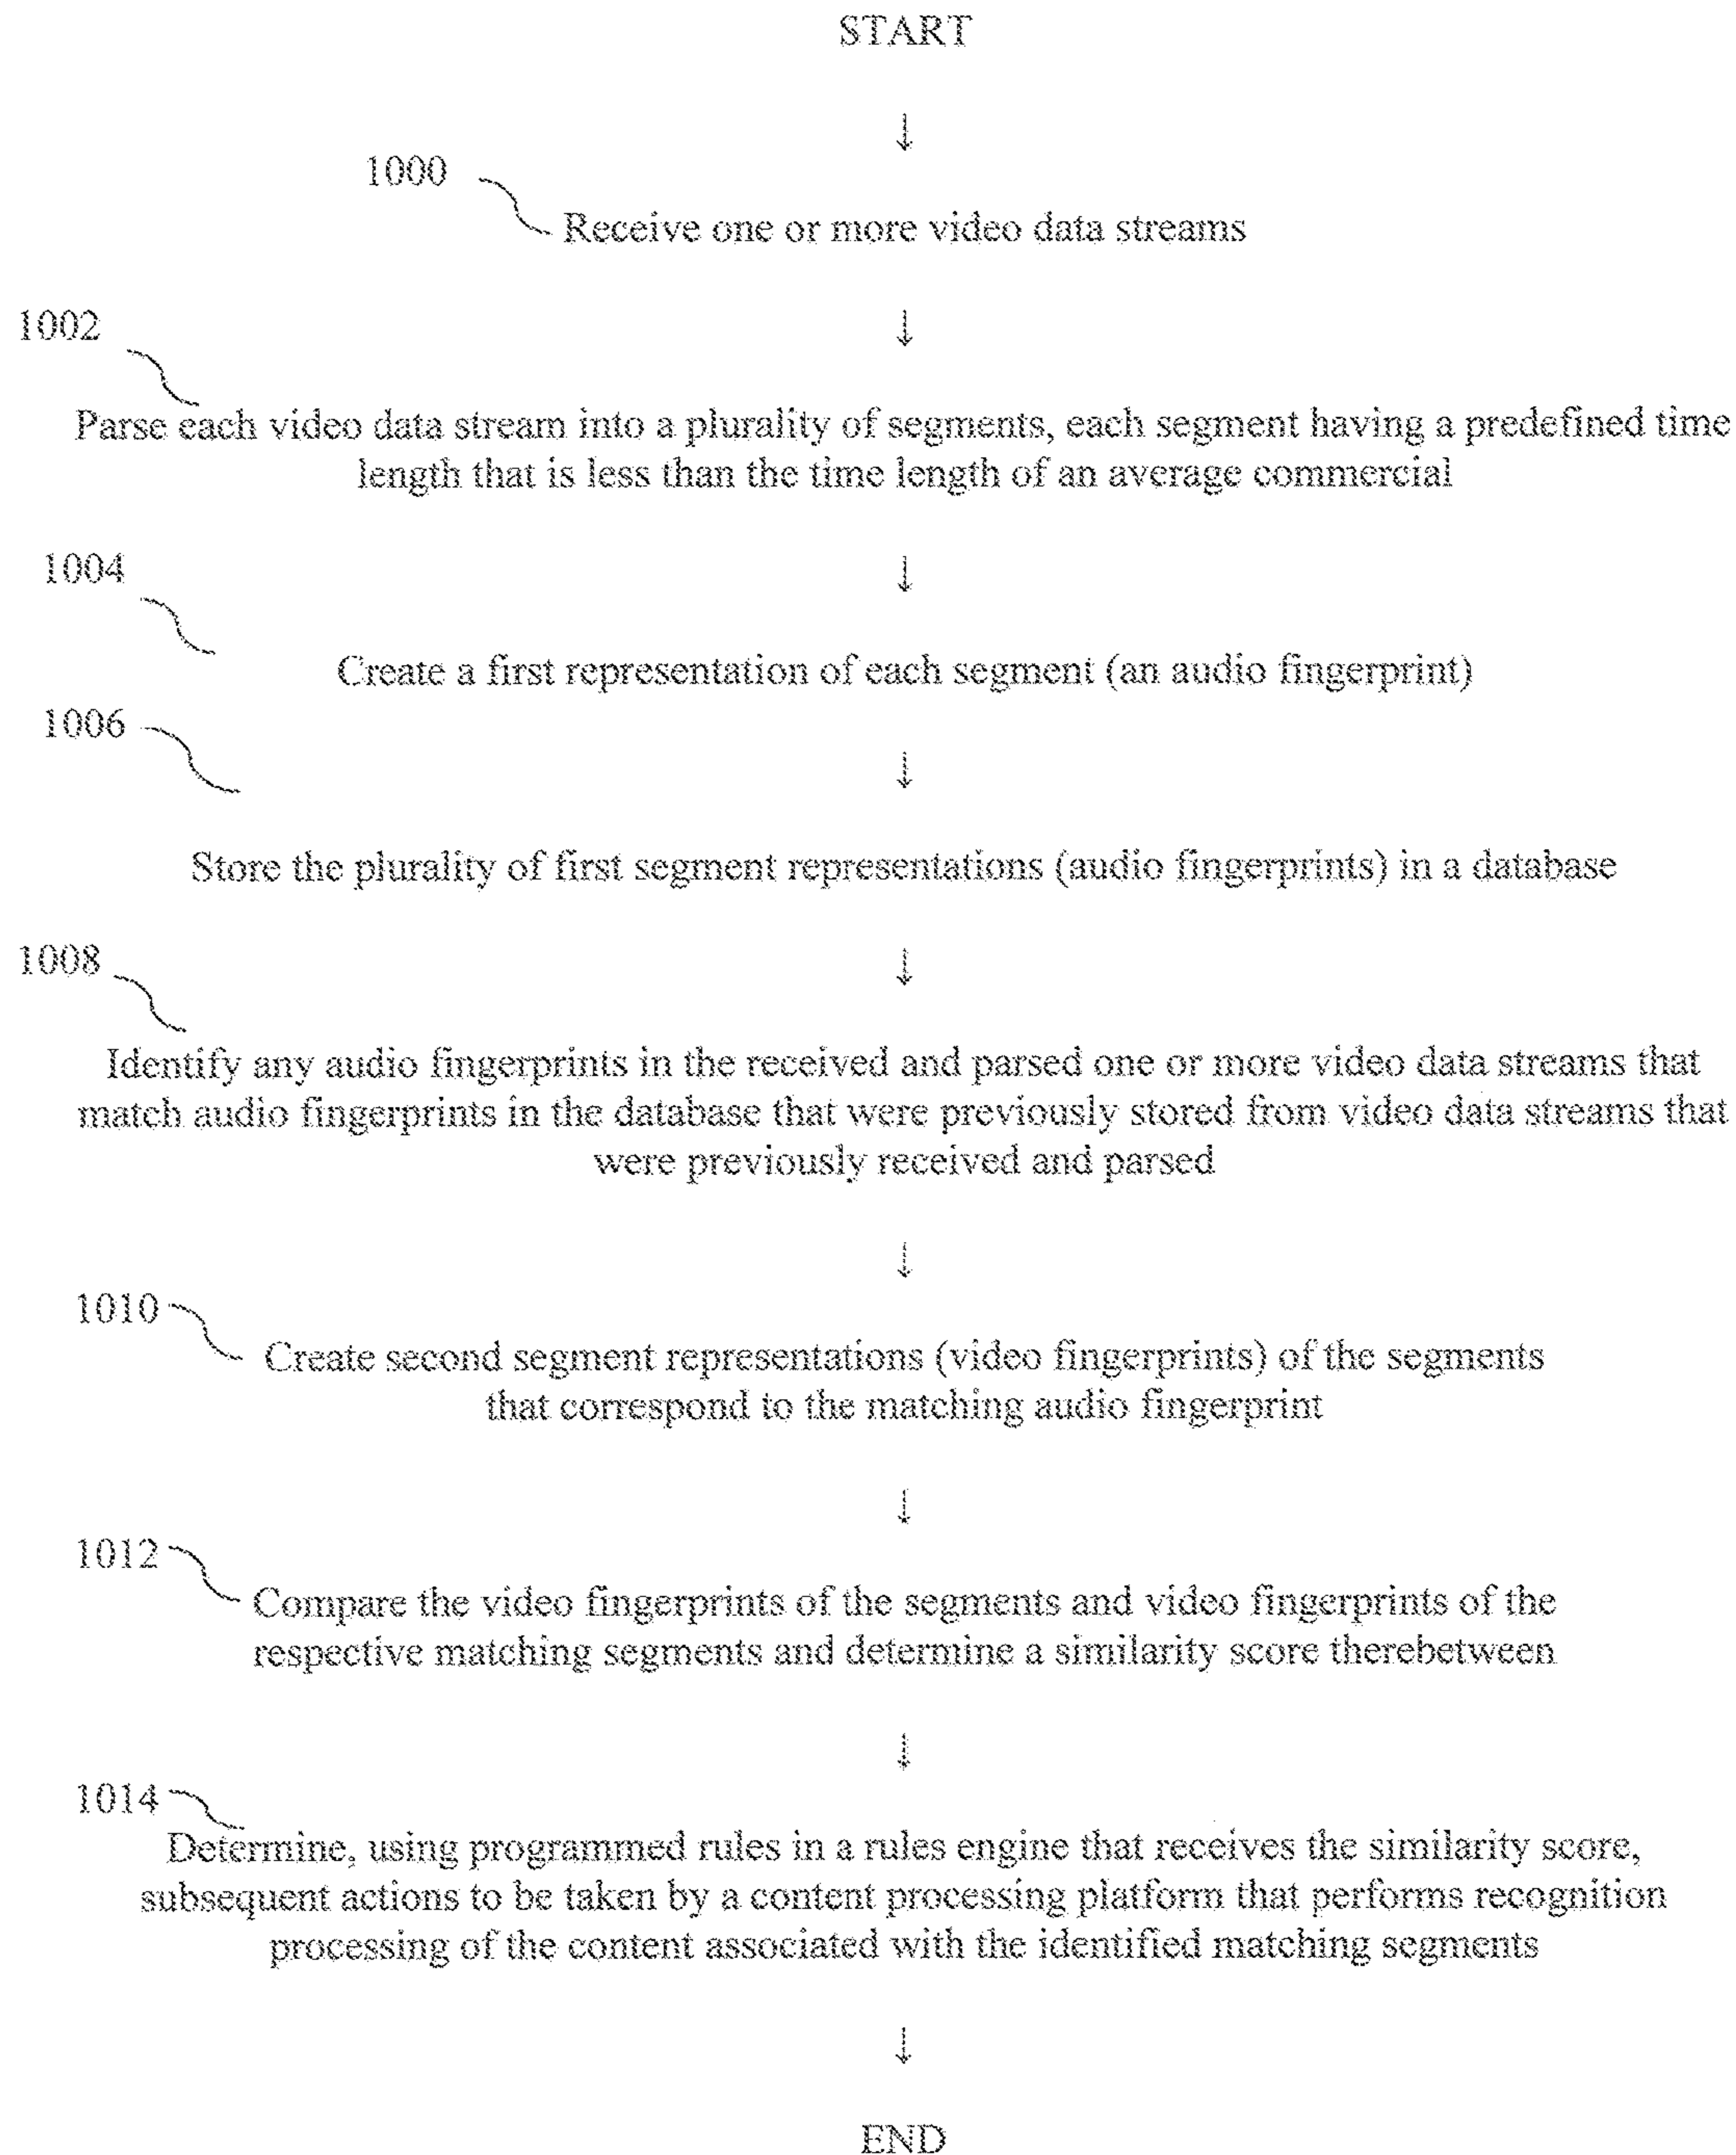 START
↓
1000
Receive one or more video data streams
↓
1002
Parse each video data stream into a plurality of segments, each segment having a predefined time
length that is less than the time length of an average commercial
↓
1004
Create a first representation of each segment (an audio fingerprint)
1006
↓
Store the plurality of first segment representations (audio fingerprints) in a database
↓
1008
Identify any audio fingerprints in the received and parsed one or more video data streams that
match audio fingerprints in the database that were previously stored from video data streams that
were previously received and parsed
↓
1010
Create second segment representations (video fingerprints) of the segments
that correspond to the matching audio fingerprint
↓
1012
Compare the video fingerprints of the segments and video fingerprints of the
respective matching segments and determine a similarity score therebetween
↓
1014
Determine, using programmed rules in a rules engine that receives the similarity score,
subsequent actions to be taken by a content processing platform that performs recognition
processing of the content associated with the identified matching segments
↓
END